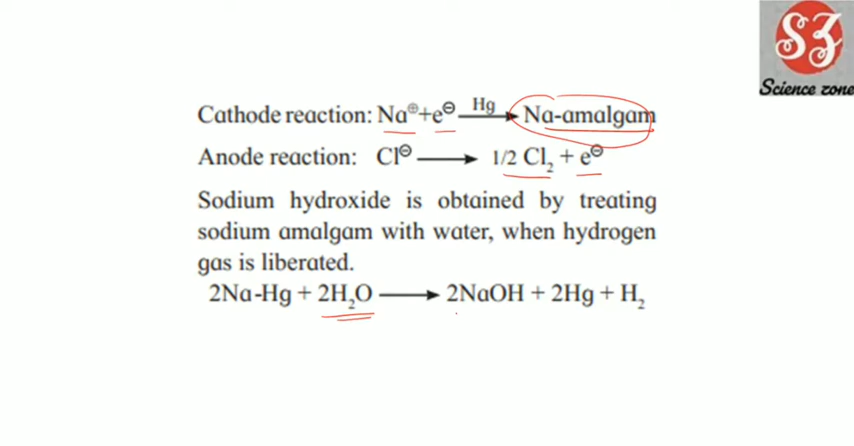 SZ
Science zone
Cathode reaction: Na⊕+e⊖ —Hg→ Na-amalgam
Anode reaction: Cl⊖ ⟶ 1/2 Cl₂ + e⊖
Sodium hydroxide is obtained by treating
sodium amalgam with water, when hydrogen
gas is liberated.
2Na-Hg + 2H₂O ⟶ 2NaOH + 2Hg + H₂